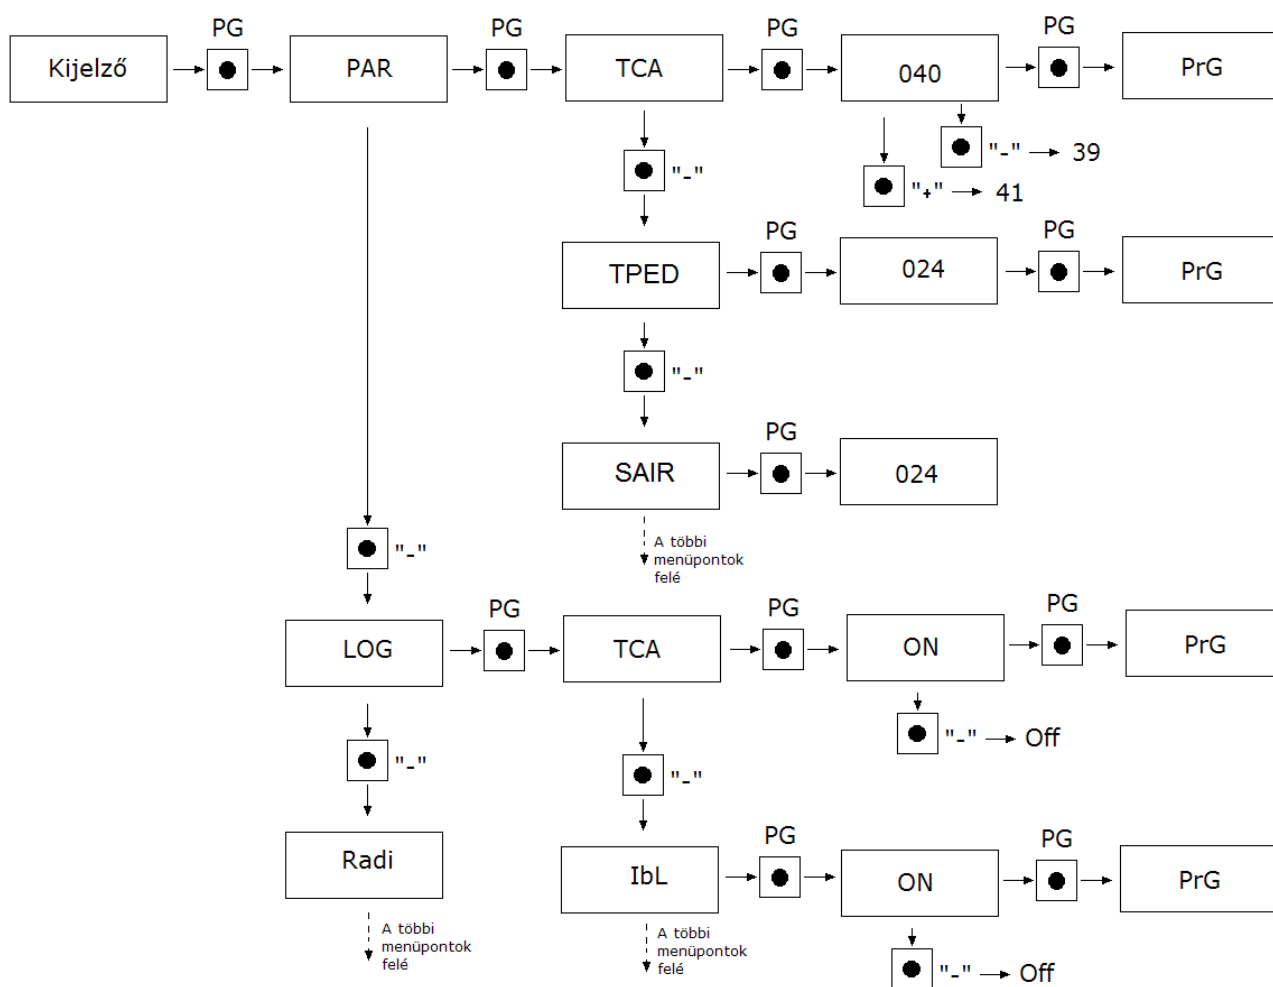 PG PG PG PG
Kijelző PAR TCA 040 PrG
"-" "-" → 39
"+" → 41
PG PG
TPED 024 PrG
"-"
PG
SAIR 024
"-"
A többi
menüpontok
felé
PG PG PG
LOG TCA ON PrG
"-" → Off
"-" "-"
PG PG
Radi IbL ON PrG
A többi
menüpontok
felé
A többi
menüpontok
felé
"-" → Off